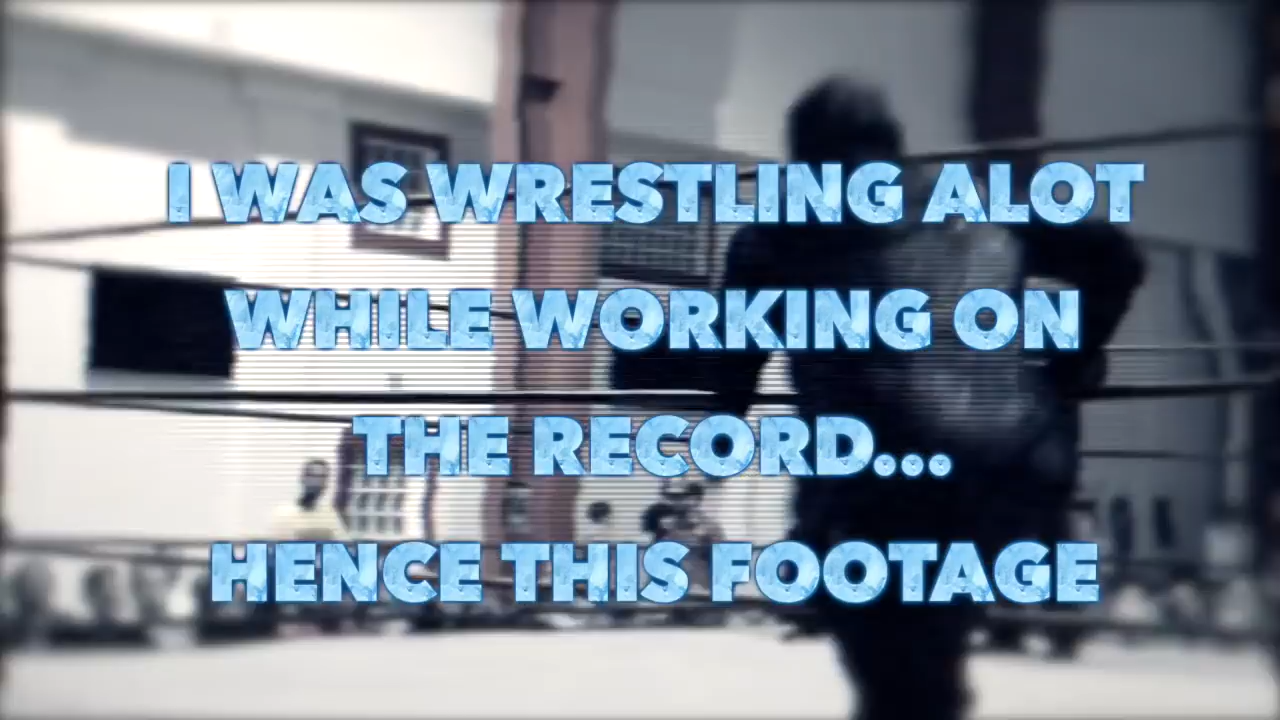 I WAS WRESTLING ALOT
WHILE WORKING ON
THE RECORD...
HENCE THIS FOOTAGE